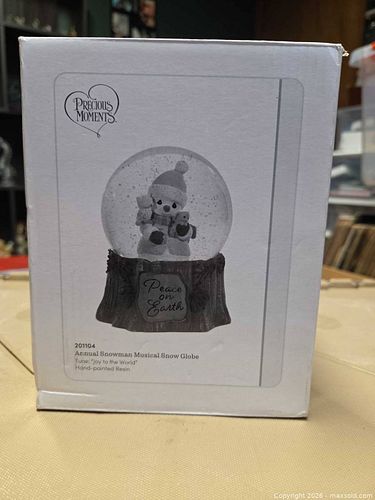 PRECIOUS
MOMENTS
Peace
on
Earth
201104
Annual Snowman Musical Snow Globe
Tune: "Joy to the World"
Hand-painted Resin
Copyright 2026 - maxsold.com